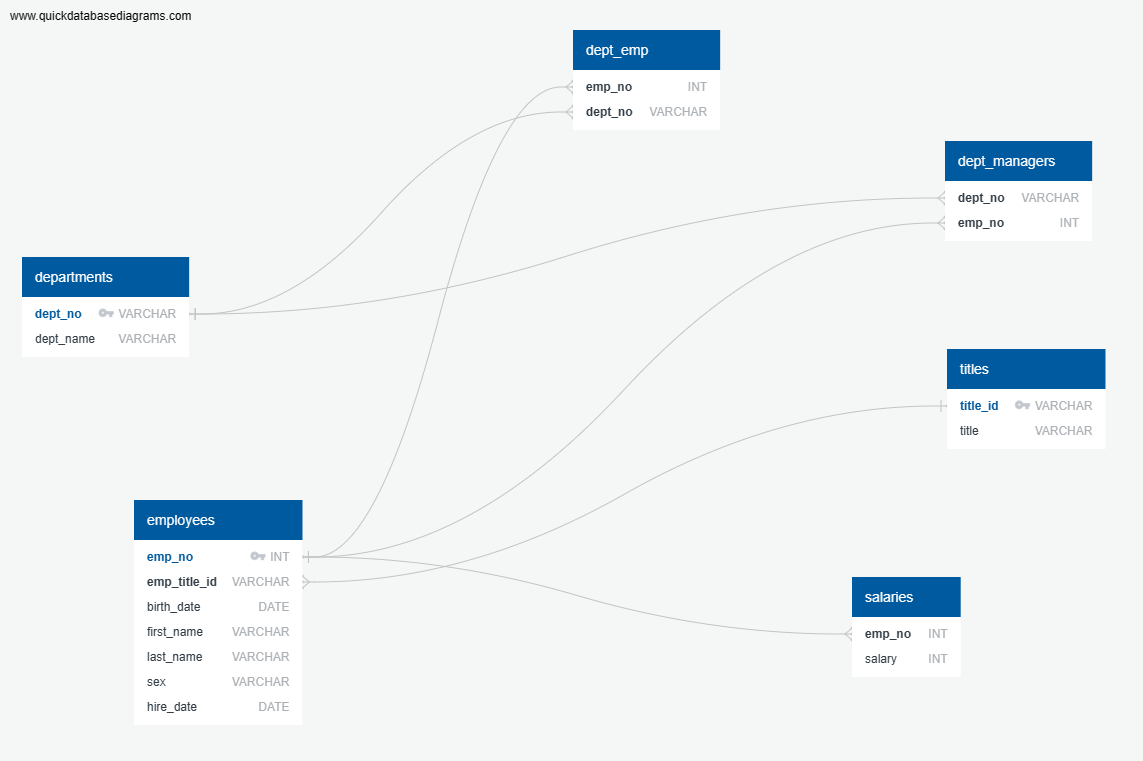 www.quickdatabasediagrams.com
dept_emp
emp_no INT
dept_no VARCHAR
dept_managers
dept_no VARCHAR
emp_no INT
departments
dept_no VARCHAR
dept_name VARCHAR
titles
title_id VARCHAR
title VARCHAR
employees
emp_no INT
emp_title_id VARCHAR
birth_date DATE
first_name VARCHAR
last_name VARCHAR
sex VARCHAR
hire_date DATE
salaries
emp_no INT
salary INT